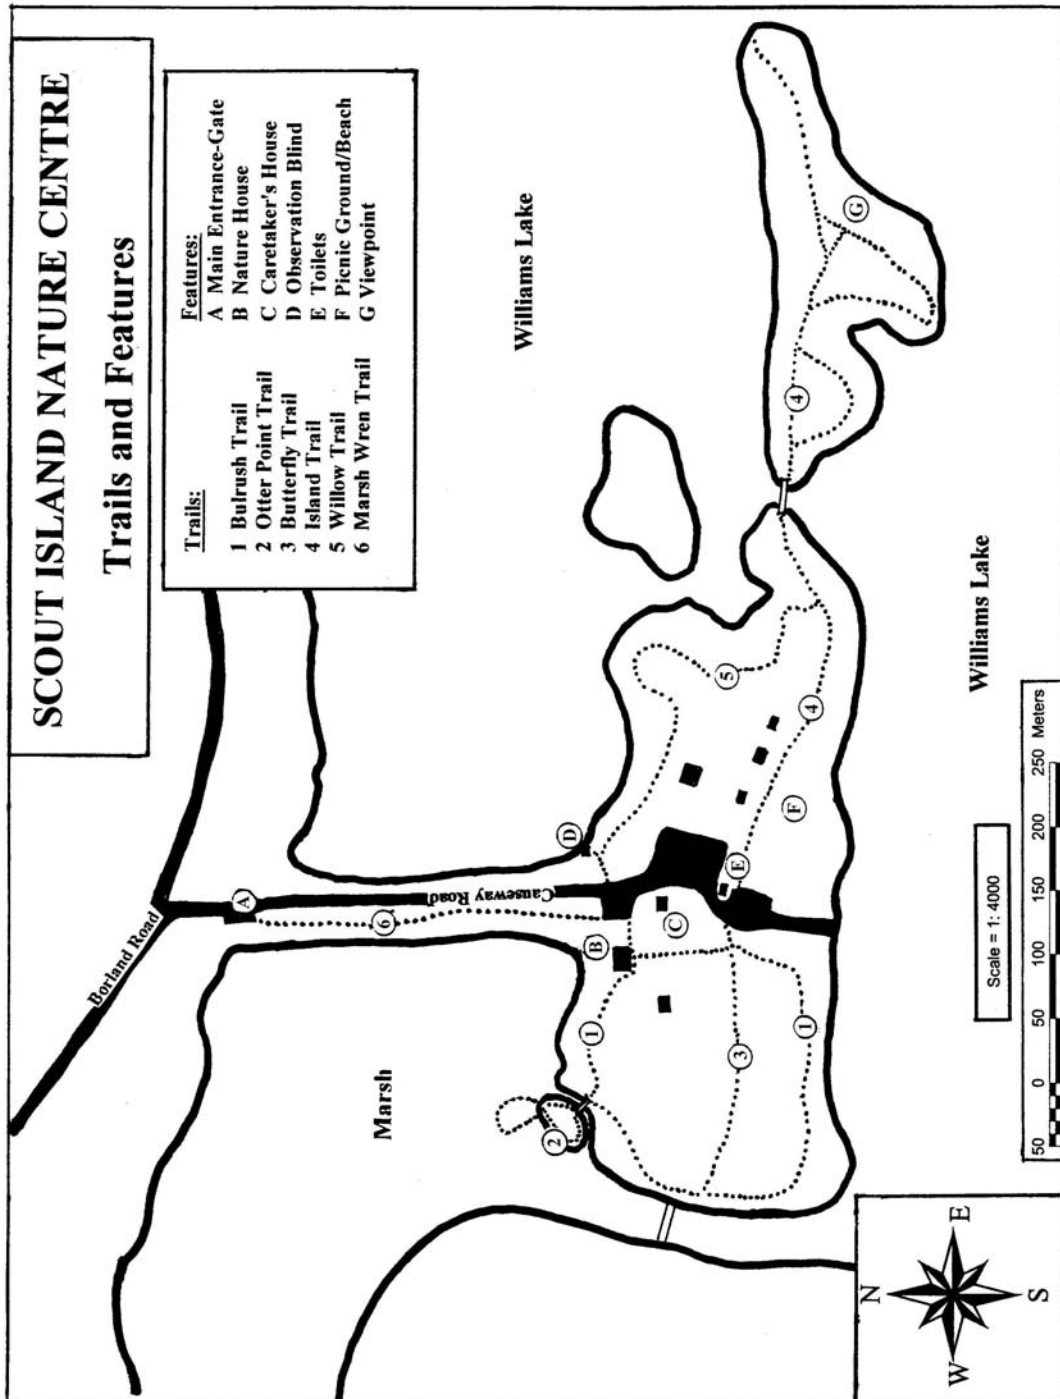 SCOUT ISLAND NATURE CENTRE
Trails and Features
Trails:
1 Bulrush Trail
2 Otter Point Trail
3 Butterfly Trail
4 Island Trail
5 Willow Trail
6 Marsh Wren Trail
Features:
A Main Entrance-Gate
B Nature House
C Caretaker's House
D Observation Blind
E Toilets
F Picnic Ground/Beach
G Viewpoint
Borland Road
A
6
Causeway Road
Marsh
Williams Lake
D
B
1
2
C
5
E
4
G
3
F
4
1
Williams Lake
Scale = 1: 4000
50 0 50 100 150 200 250 Meters
N
W E
S